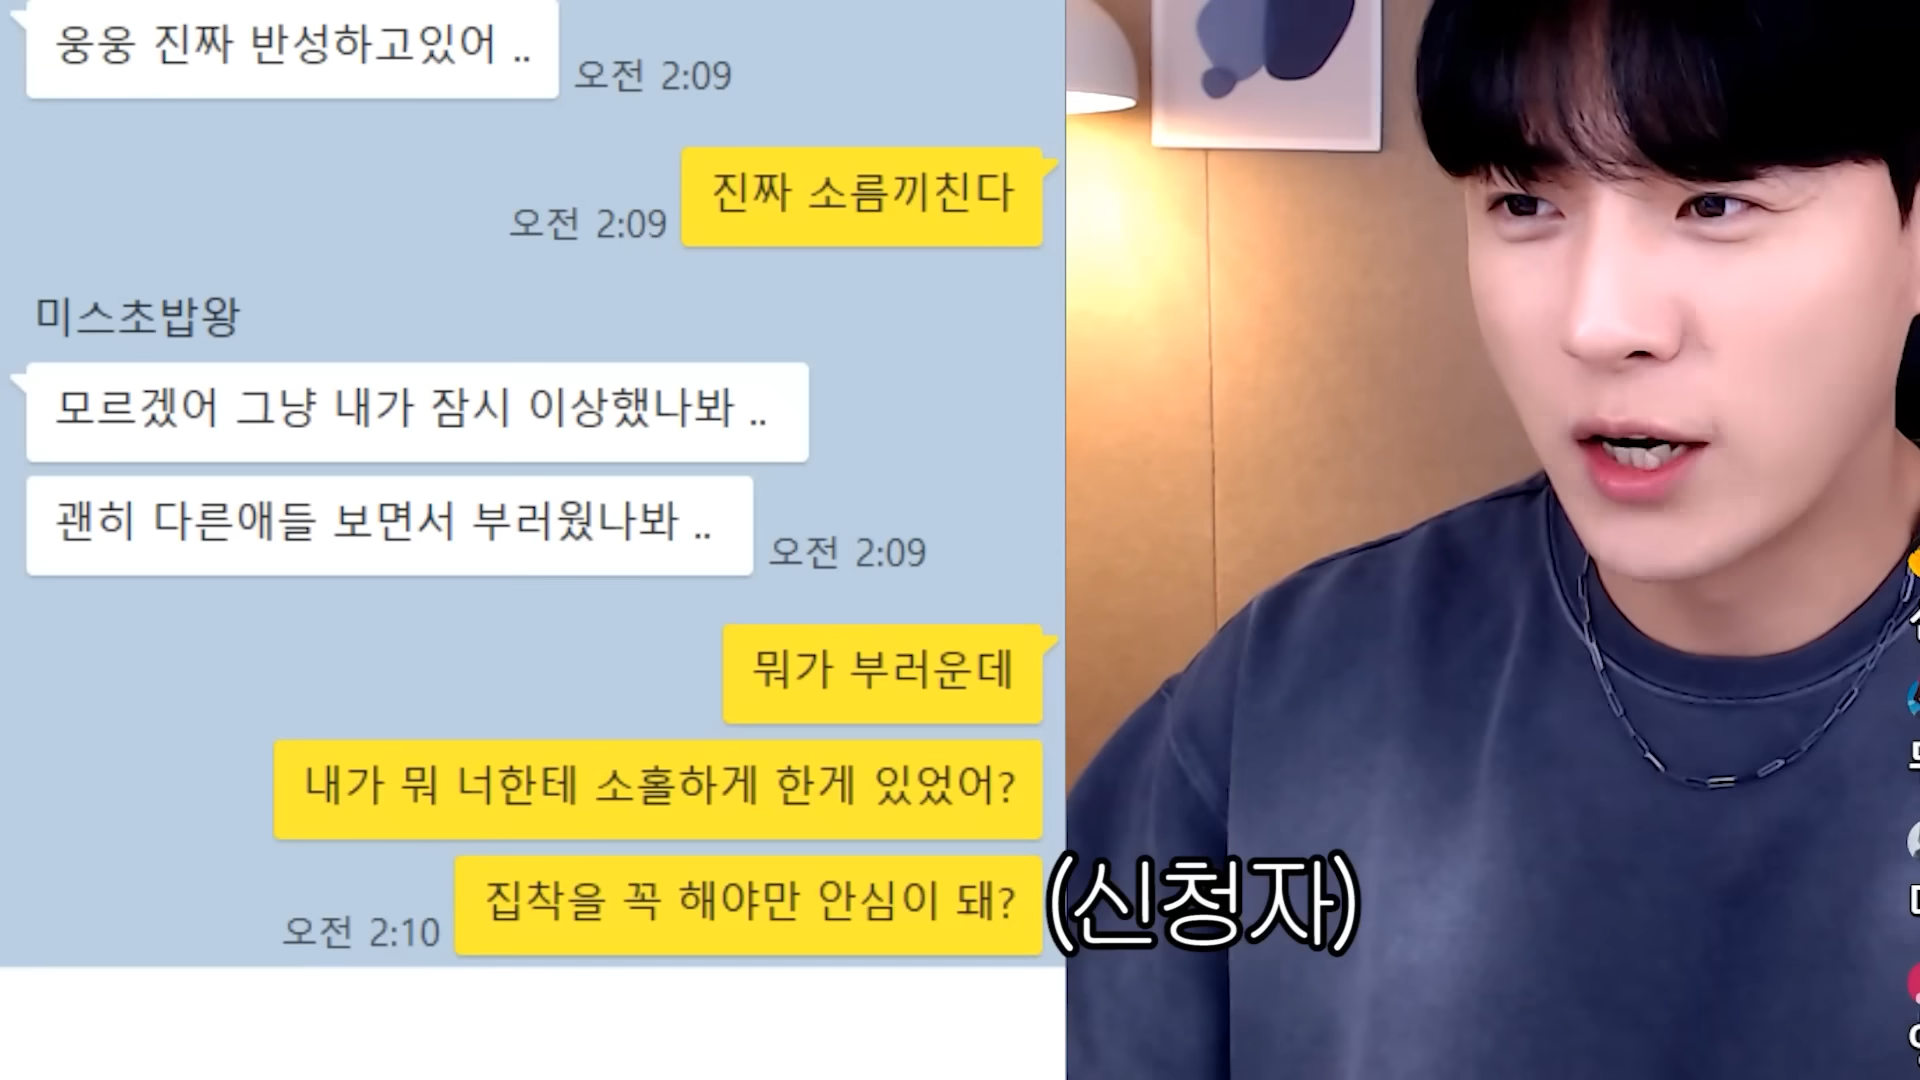 웅웅 진짜 반성하고있어 ..
오전 2:09
진짜 소름끼친다
오전 2:09
미스초밥왕
모르겠어 그냥 내가 잠시 이상했나봐 ..
괜히 다른애들 보면서 부러웠나봐 ..
오전 2:09
뭐가 부러운데
내가 뭐 너한테 소홀하게 한게 있었어?
집착을 꼭 해야만 안심이 돼?
오전 2:10
(신청자)